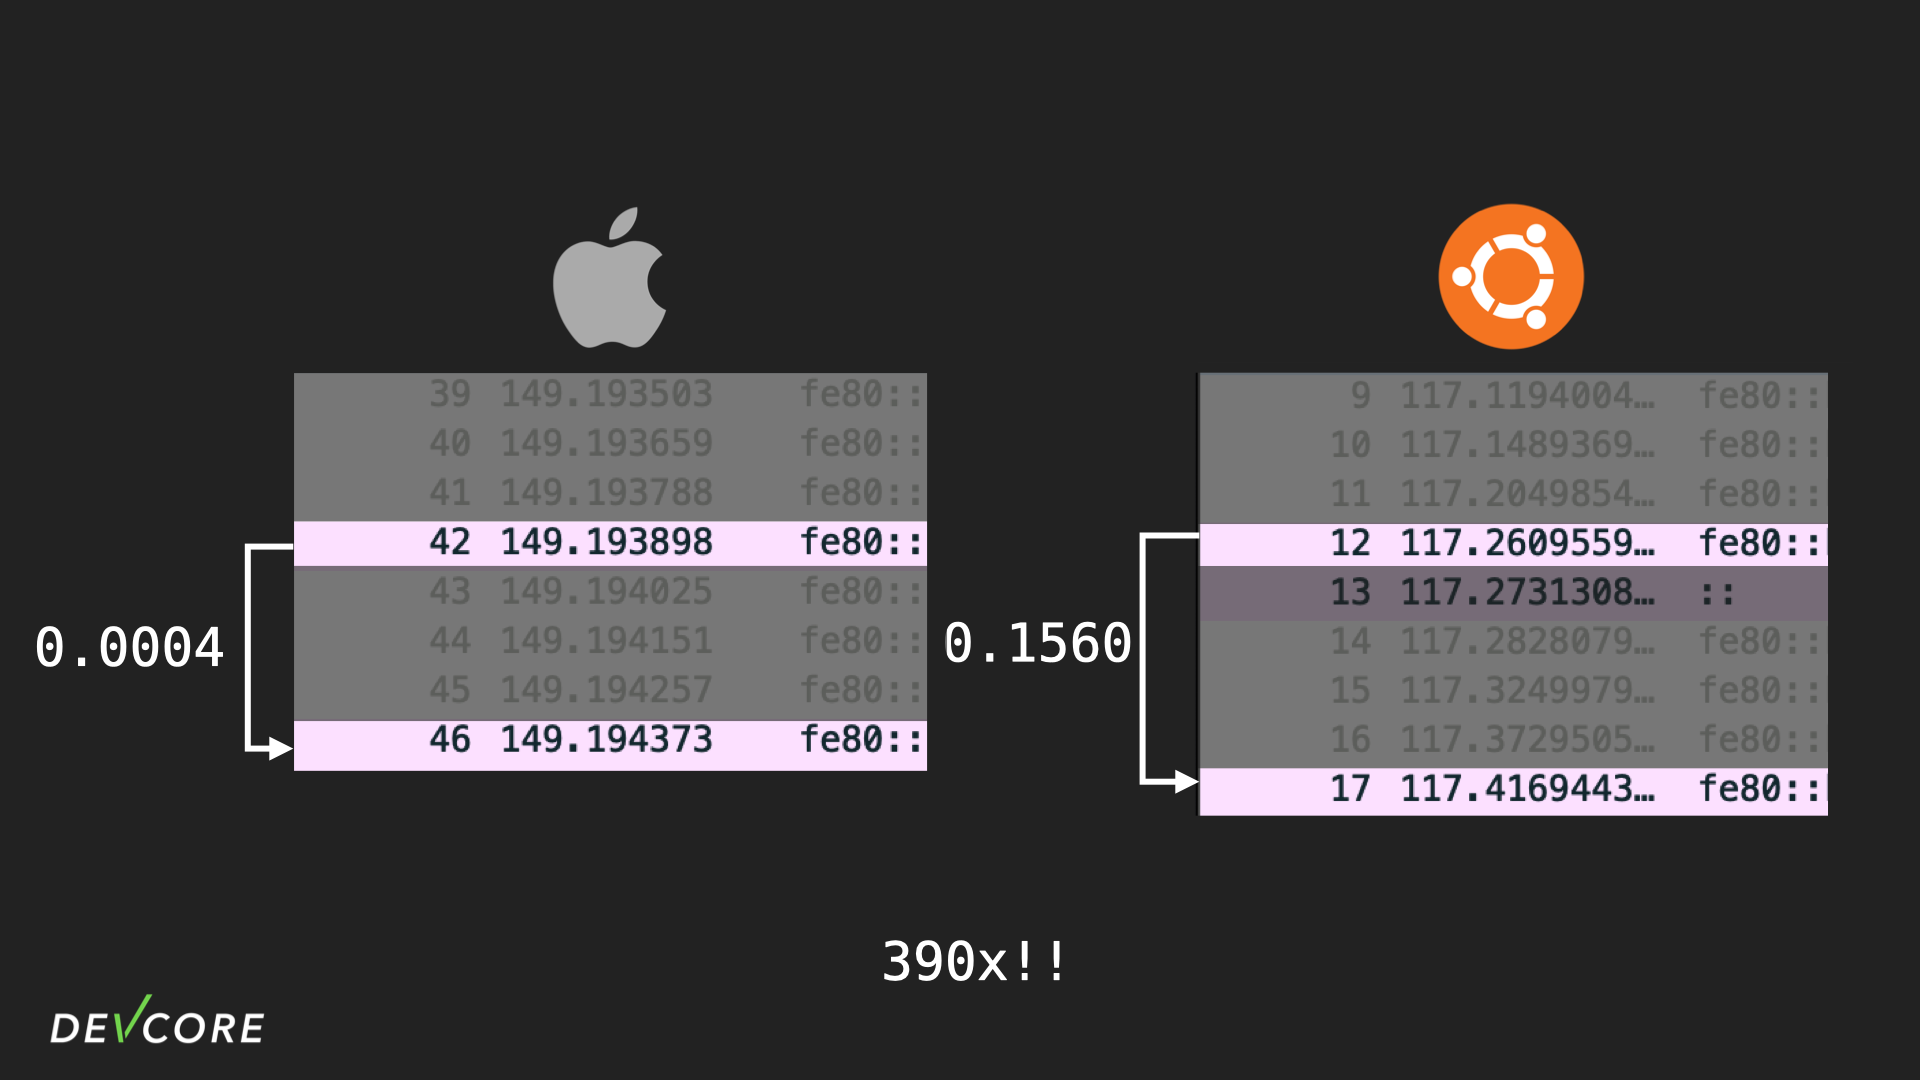 39 149.193503 fe80::
40 149.193659 fe80::
41 149.193788 fe80::
42 149.193898 fe80::
43 149.194025 fe80::
44 149.194151 fe80::
45 149.194257 fe80::
46 149.194373 fe80::
0.0004
9 117.1194004… fe80::
10 117.1489369… fe80::
11 117.2049854… fe80::
12 117.2609559… fe80::
13 117.2731308… ::
14 117.2828079… fe80::
15 117.3249979… fe80::
16 117.3729505… fe80::
17 117.4169443… fe80::
0.1560
390x!!
DEVCORE